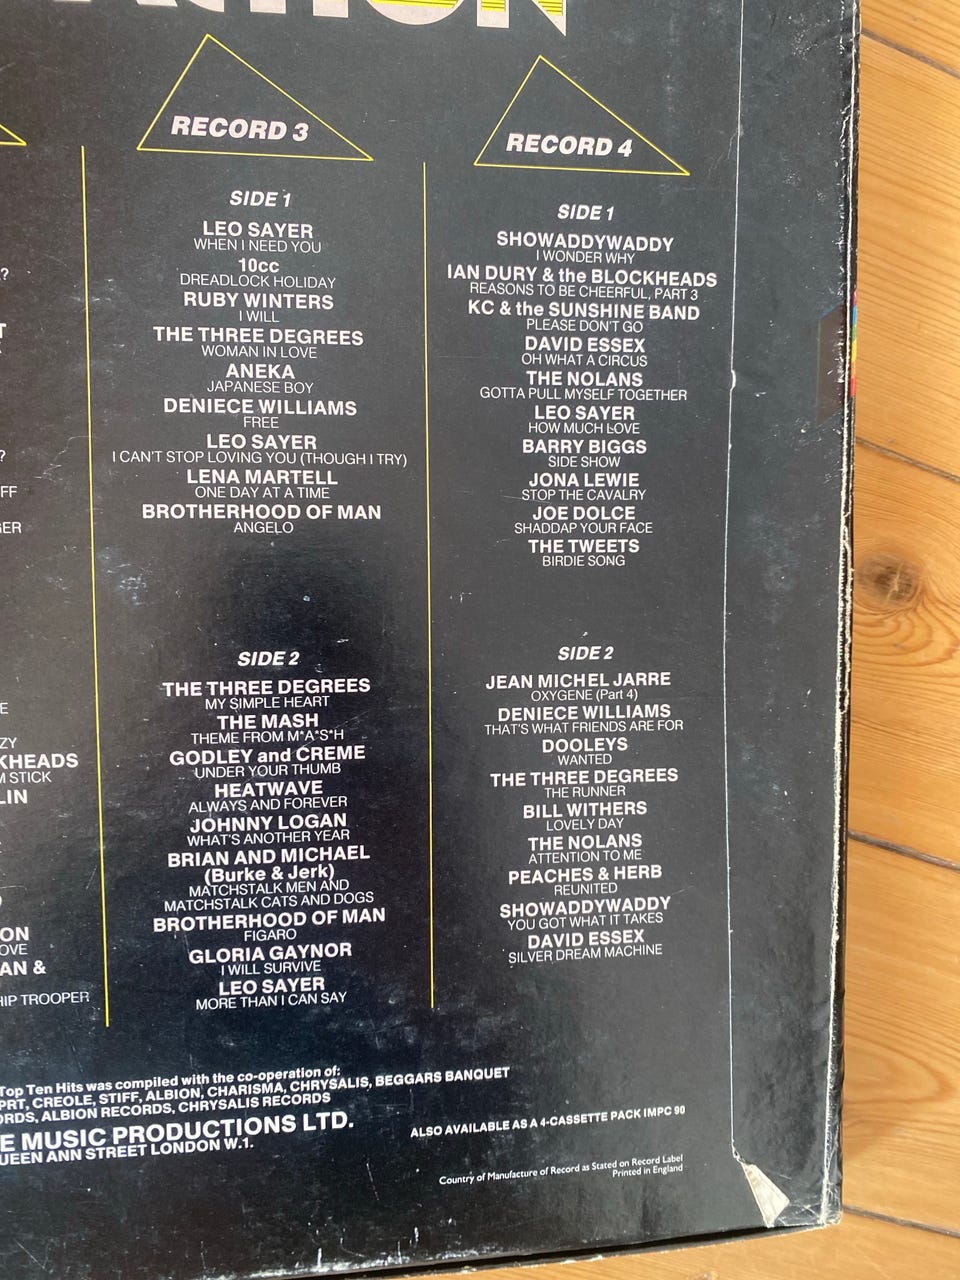 RECORD 3
SIDE 1
LEO SAYER
WHEN I NEED YOU
10cc
DREADLOCK HOLIDAY
RUBY WINTERS
I WILL
THE THREE DEGREES
WOMAN IN LOVE
ANEKA
JAPANESE BOY
DENIECE WILLIAMS
FREE
LEO SAYER
I CAN'T STOP LOVING YOU (THOUGH I TRY)
LENA MARTELL
ONE DAY AT A TIME
BROTHERHOOD OF MAN
ANGELO
SIDE 2
THE THREE DEGREES
MY SIMPLE HEART
THE MASH
THEME FROM M*A*S*H
GODLEY and CREME
UNDER YOUR THUMB
HEATWAVE
ALWAYS AND FOREVER
JOHNNY LOGAN
WHAT'S ANOTHER YEAR
BRIAN AND MICHAEL
(Burke & Jerk)
MATCHSTALK MEN AND
MATCHSTALK CATS AND DOGS
BROTHERHOOD OF MAN
FIGARO
GLORIA GAYNOR
I WILL SURVIVE
LEO SAYER
MORE THAN I CAN SAY
RECORD 4
SIDE 1
SHOWADDYWADDY
I WONDER WHY
IAN DURY & the BLOCKHEADS
REASONS TO BE CHEERFUL, PART 3
KC & the SUNSHINE BAND
PLEASE DON'T GO
DAVID ESSEX
OH WHAT A CIRCUS
THE NOLANS
GOTTA PULL MYSELF TOGETHER
LEO SAYER
HOW MUCH LOVE
BARRY BIGGS
SIDE SHOW
JONA LEWIE
STOP THE CAVALRY
JOE DOLCE
SHADDAP YOUR FACE
THE TWEETS
BIRDIE SONG
SIDE 2
JEAN MICHEL JARRE
OXYGENE (Part 4)
DENIECE WILLIAMS
THAT'S WHAT FRIENDS ARE FOR
DOOLEYS
WANTED
THE THREE DEGREES
THE RUNNER
BILL WITHERS
LOVELY DAY
THE NOLANS
ATTENTION TO ME
PEACHES & HERB
REUNITED
SHOWADDYWADDY
YOU GOT WHAT IT TAKES
DAVID ESSEX
SILVER DREAM MACHINE
?
T
?
FF
GER
E
ZY
KHEADS
M STICK
LIN
ON
OVE
AN &
HIP TROOPER
Top Ten Hits was compiled with the co-operation of:
PRT, CREOLE, STIFF, ALBION, CHARISMA, CHRYSALIS, BEGGARS BANQUET
ORDS, ALBION RECORDS, CHRYSALIS RECORDS
E MUSIC PRODUCTIONS LTD.
UEEN ANN STREET LONDON W.1.
ALSO AVAILABLE AS A 4-CASSETTE PACK IMPC 90
Country of Manufacture of Record as Stated on Record Label
Printed in England